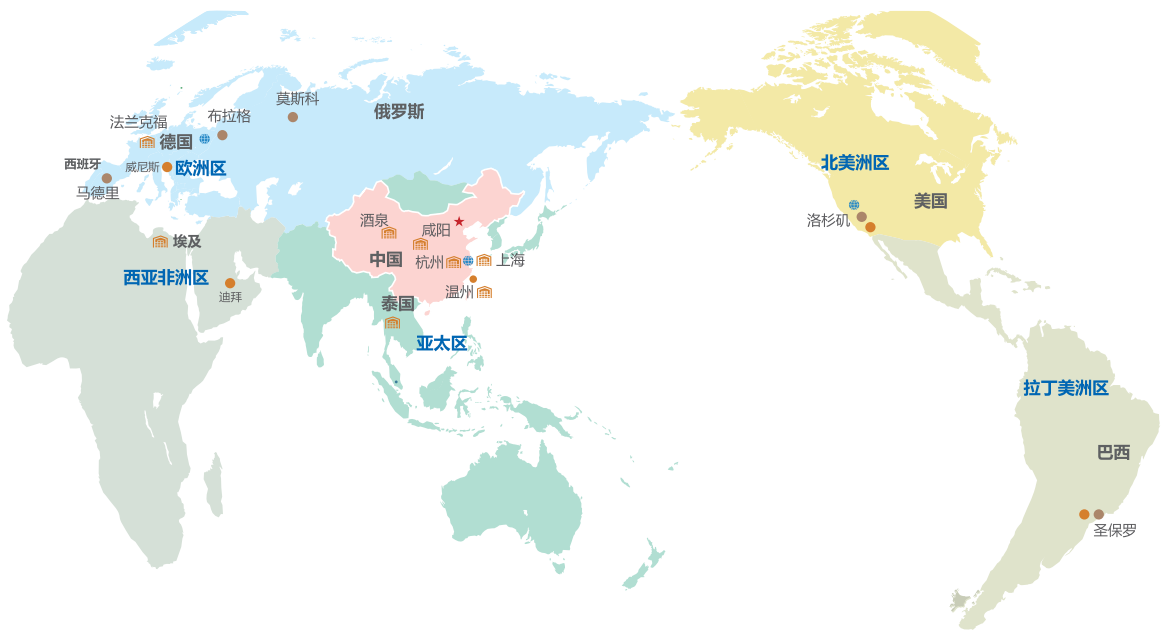 莫斯科
俄罗斯
布拉格
法兰克福
德国
西班牙
威尼斯
欧洲区
马德里
北美洲区
美国
洛杉矶
酒泉
咸阳
埃及
中国
杭州
上海
西亚非洲区
迪拜
温州
泰国
亚太区
拉丁美洲区
巴西
圣保罗